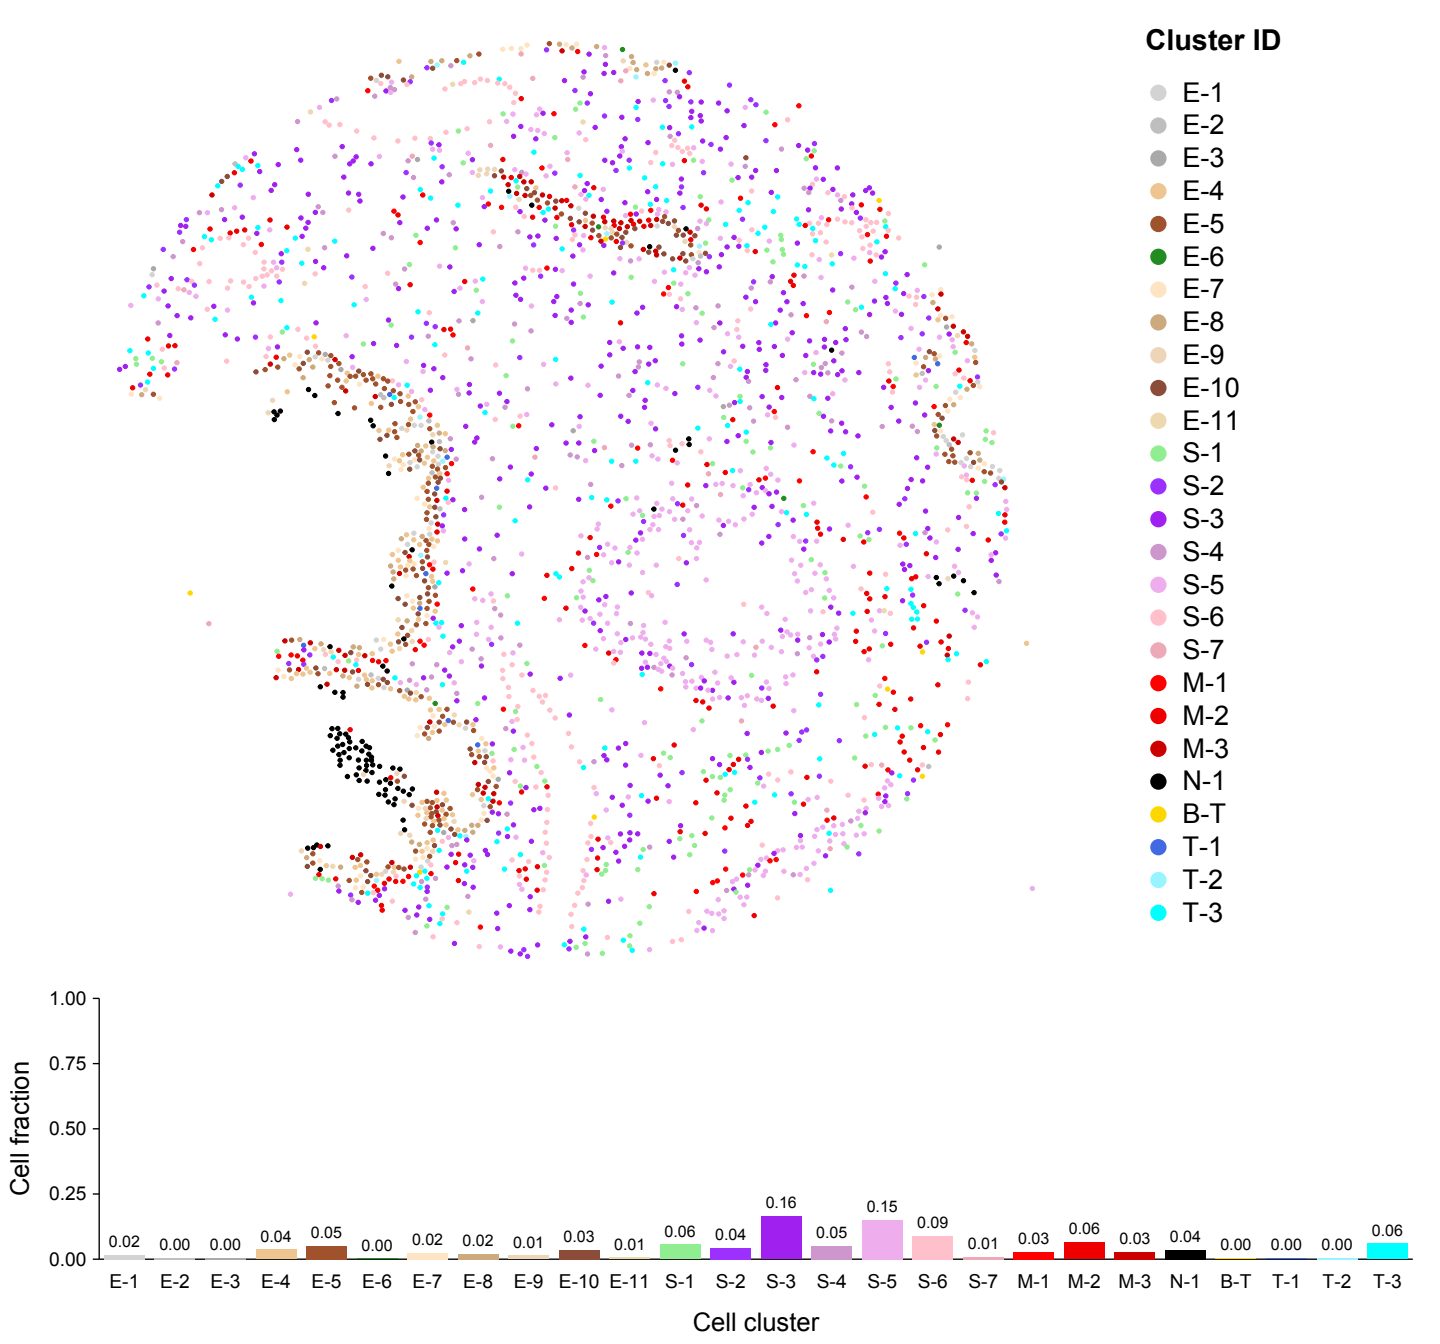 Cluster ID
E-1
E-2
E-3
E-4
E-5
E-6
E-7
E-8
E-9
E-10
E-11
S-1
S-2
S-3
S-4
S-5
S-6
S-7
M-1
M-2
M-3
N-1
B-T
T-1
T-2
T-3
Cell fraction
1.00
0.75
0.50
0.25
0.00
0.02 0.00 0.00 0.04 0.05 0.00 0.02 0.02 0.01 0.03 0.01 0.06 0.04 0.16 0.05 0.15 0.09 0.01 0.03 0.06 0.03 0.04 0.00 0.00 0.00 0.06
E-1 E-2 E-3 E-4 E-5 E-6 E-7 E-8 E-9 E-10 E-11 S-1 S-2 S-3 S-4 S-5 S-6 S-7 M-1 M-2 M-3 N-1 B-T T-1 T-2 T-3
Cell cluster